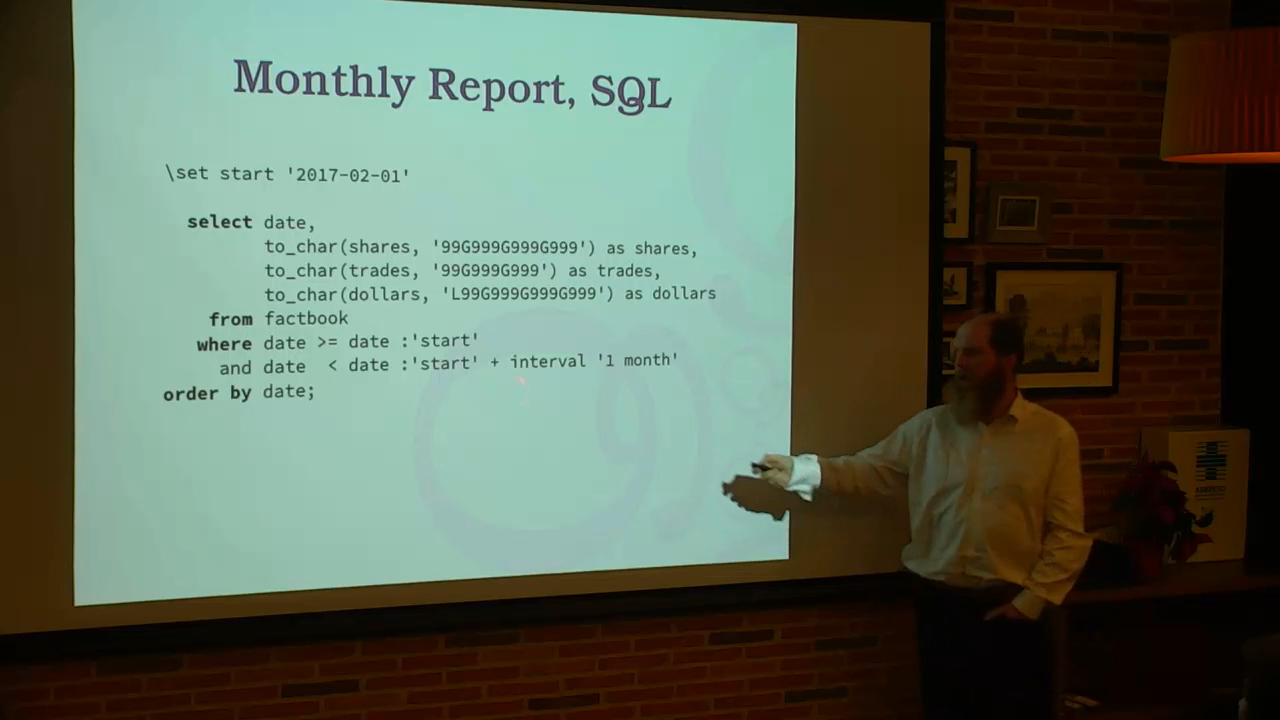 Monthly Report, SQL
\set start '2017-02-01'
select date,
to_char(shares, '99G999G999G999') as shares,
to_char(trades, '99G999G999') as trades,
to_char(dollars, 'L99G999G999G999') as dollars
from factbook
where date >= date :'start'
and date < date :'start' + interval '1 month'
order by date;